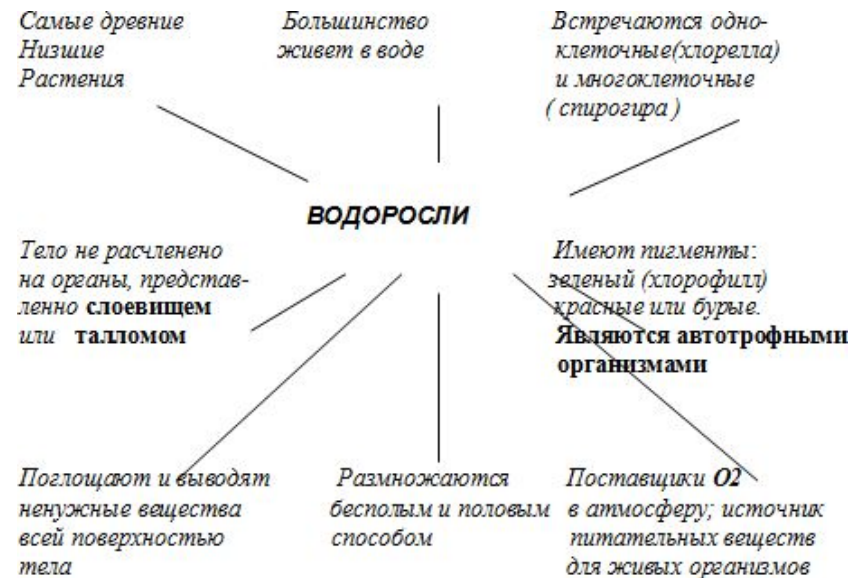 Самые древние
Низшие
Растения
Большинство
живет в воде
Встречаются одно-
клеточные(хлорелла)
и многоклеточные
( спирогира )
ВОДОРОСЛИ
Тело не расчленено
на органы, представ-
ленно слоевищем
или талломом
Имеют пигменты:
зеленый (хлорофилл)
красные или бурые.
Являются автотрофными
организмами
Поглощают и выводят
ненужные вещества
всей поверхностью
тела
Размножаются
бесполым и половым
способом
Поставщики О2
в атмосферу; источник
питательных веществ
для живых организмов